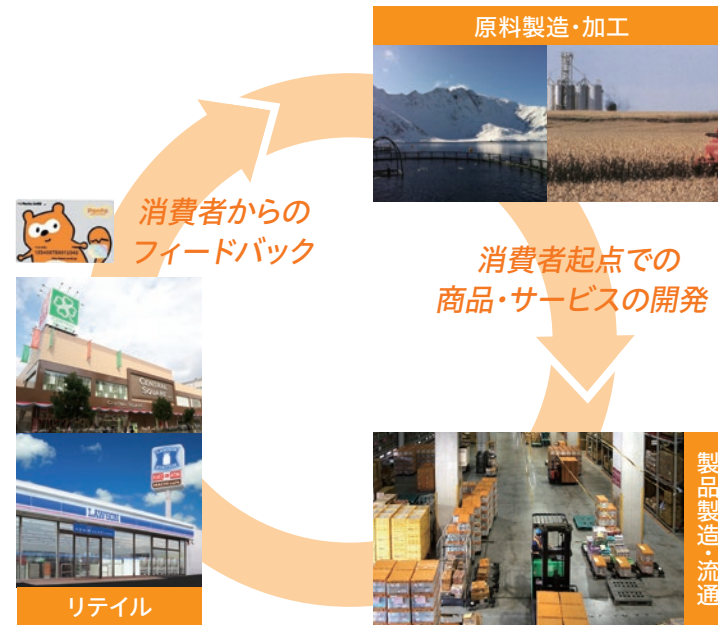 原料製造・加工
消費者からの
フィードバック
消費者起点での
商品・サービスの開発
CENTRAL
SQUARE
LAWSON
製品製造・流通
リテイル